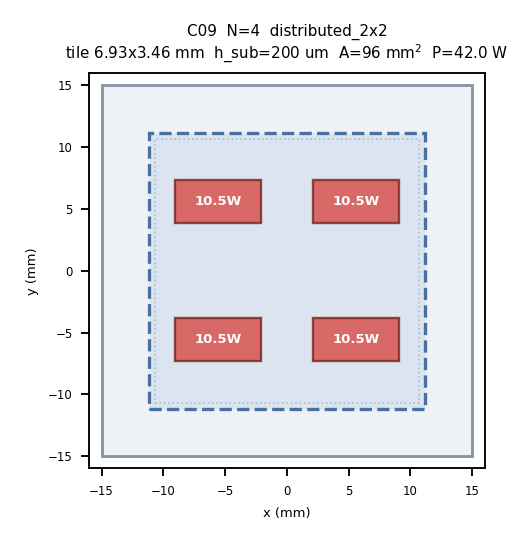 C09 N=4 distributed_2x2
tile 6.93x3.46 mm h_sub=200 um A=96 mm² P=42.0 W
15
10
5
0
−5
−10
−15
y (mm)
10.5W 10.5W
10.5W 10.5W
−15 −10 −5 0 5 10 15
x (mm)